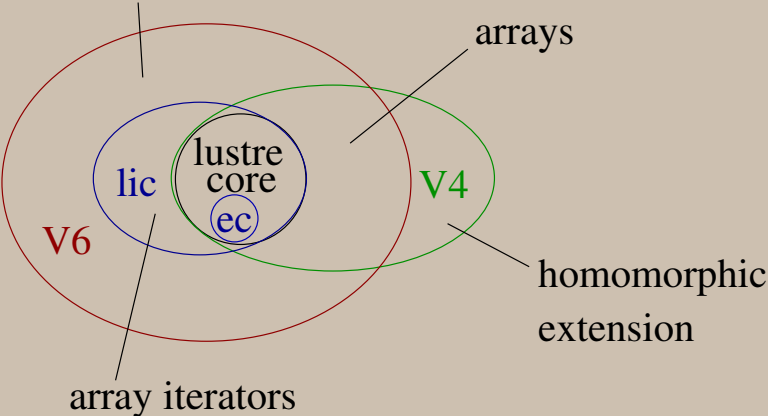 arrays
lustre
core
lic
V4
ec
V6
homomorphic
extension
array iterators